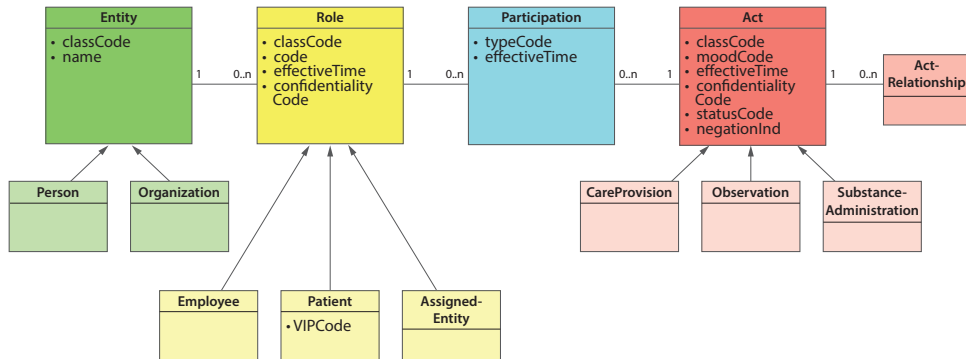 Entity
• classCode
• name
Role
• classCode
• code
• effectiveTime
• confidentiality
Code
Participation
• typeCode
• effectiveTime
Act
• classCode
• moodCode
• effectiveTime
• confidentiality
Code
• statusCode
• negationInd
Act-
Relationship
1
0..n
1
0..n
0..n
1
1
0..n
Person
Organization
CareProvision
Observation
Substance-
Administration
Employee
Patient
• VIPCode
Assigned-
Entity